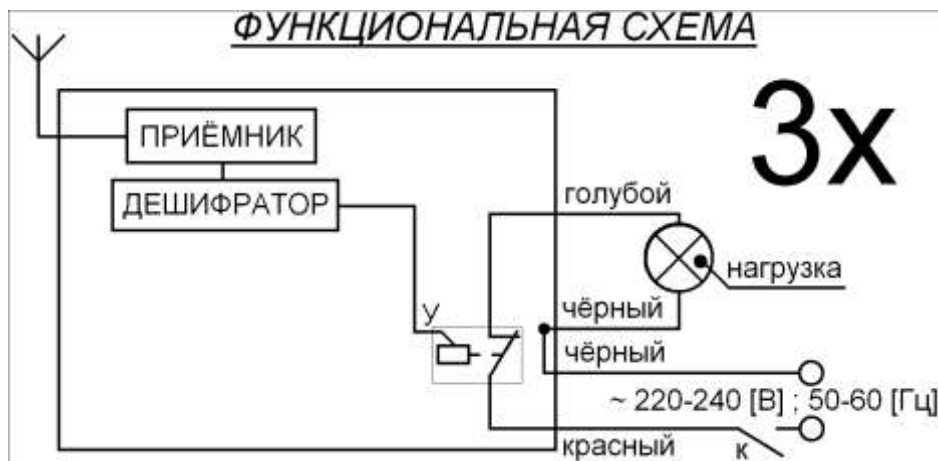 ФУНКЦИОНАЛЬНАЯ СХЕМА
3х
ПРИЁМНИК
ДЕШИФРАТОР
голубой
нагрузка
У
чёрный
чёрный
~ 220-240 [В] ; 50-60 [Гц]
красный
к